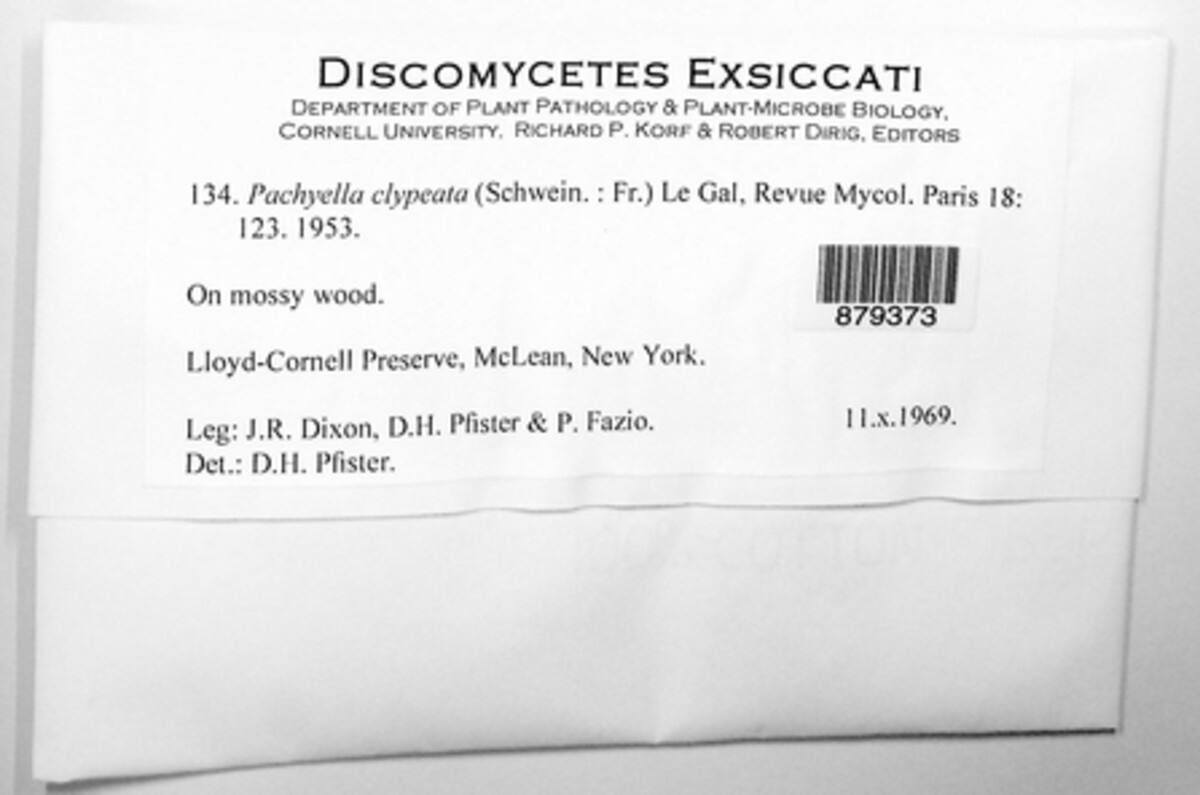 DISCOMYCETES EXSICCATI
DEPARTMENT OF PLANT PATHOLOGY & PLANT-MICROBE BIOLOGY,
CORNELL UNIVERSITY, RICHARD P. KORF & ROBERT DIRIG, EDITORS
134. Pachyella clypeata (Schwein. : Fr.) Le Gal, Revue Mycol. Paris 18:
123. 1953.
On mossy wood.
879373
Lloyd-Cornell Preserve, McLean, New York.
Leg: J.R. Dixon, D.H. Pfister & P. Fazio. 11.x.1969.
Det.: D.H. Pfister.